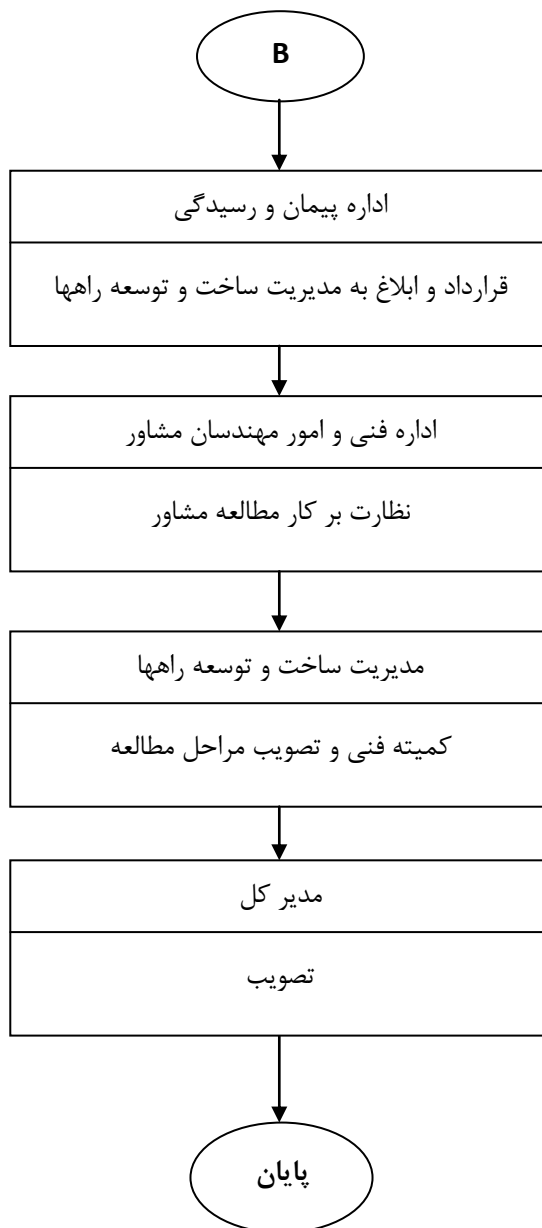 B
اداره پیمان و رسیدگی
قرارداد و ابلاغ به مدیریت ساخت و توسعه راهها
اداره فنی و امور مهندسان مشاور
نظارت بر کار مطالعه مشاور
مدیریت ساخت و توسعه راهها
کمیته فنی و تصویب مراحل مطالعه
مدیر کل
تصویب
پایان